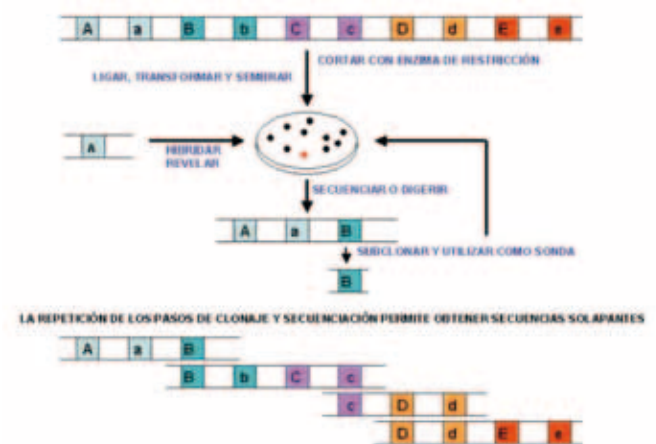 A a B b C c D d E e
CORTAR CON ENZIMA DE RESTRICCIÓN
LIGAR, TRANSFORMAR Y SEMBRAR
a
HIBRIDAR
REVELAR
SECUENCIAR O DIGERIR
A a B
SUBCLONAR Y UTILIZAR COMO SONDA
B
LA REPETICIÓN DE LOS PASOS DE CLONAJE Y SECUENCIACIÓN PERMITE OBTENER SECUENCIAS SOLAPANTES
A a B
B b C c
c D d
D d E e